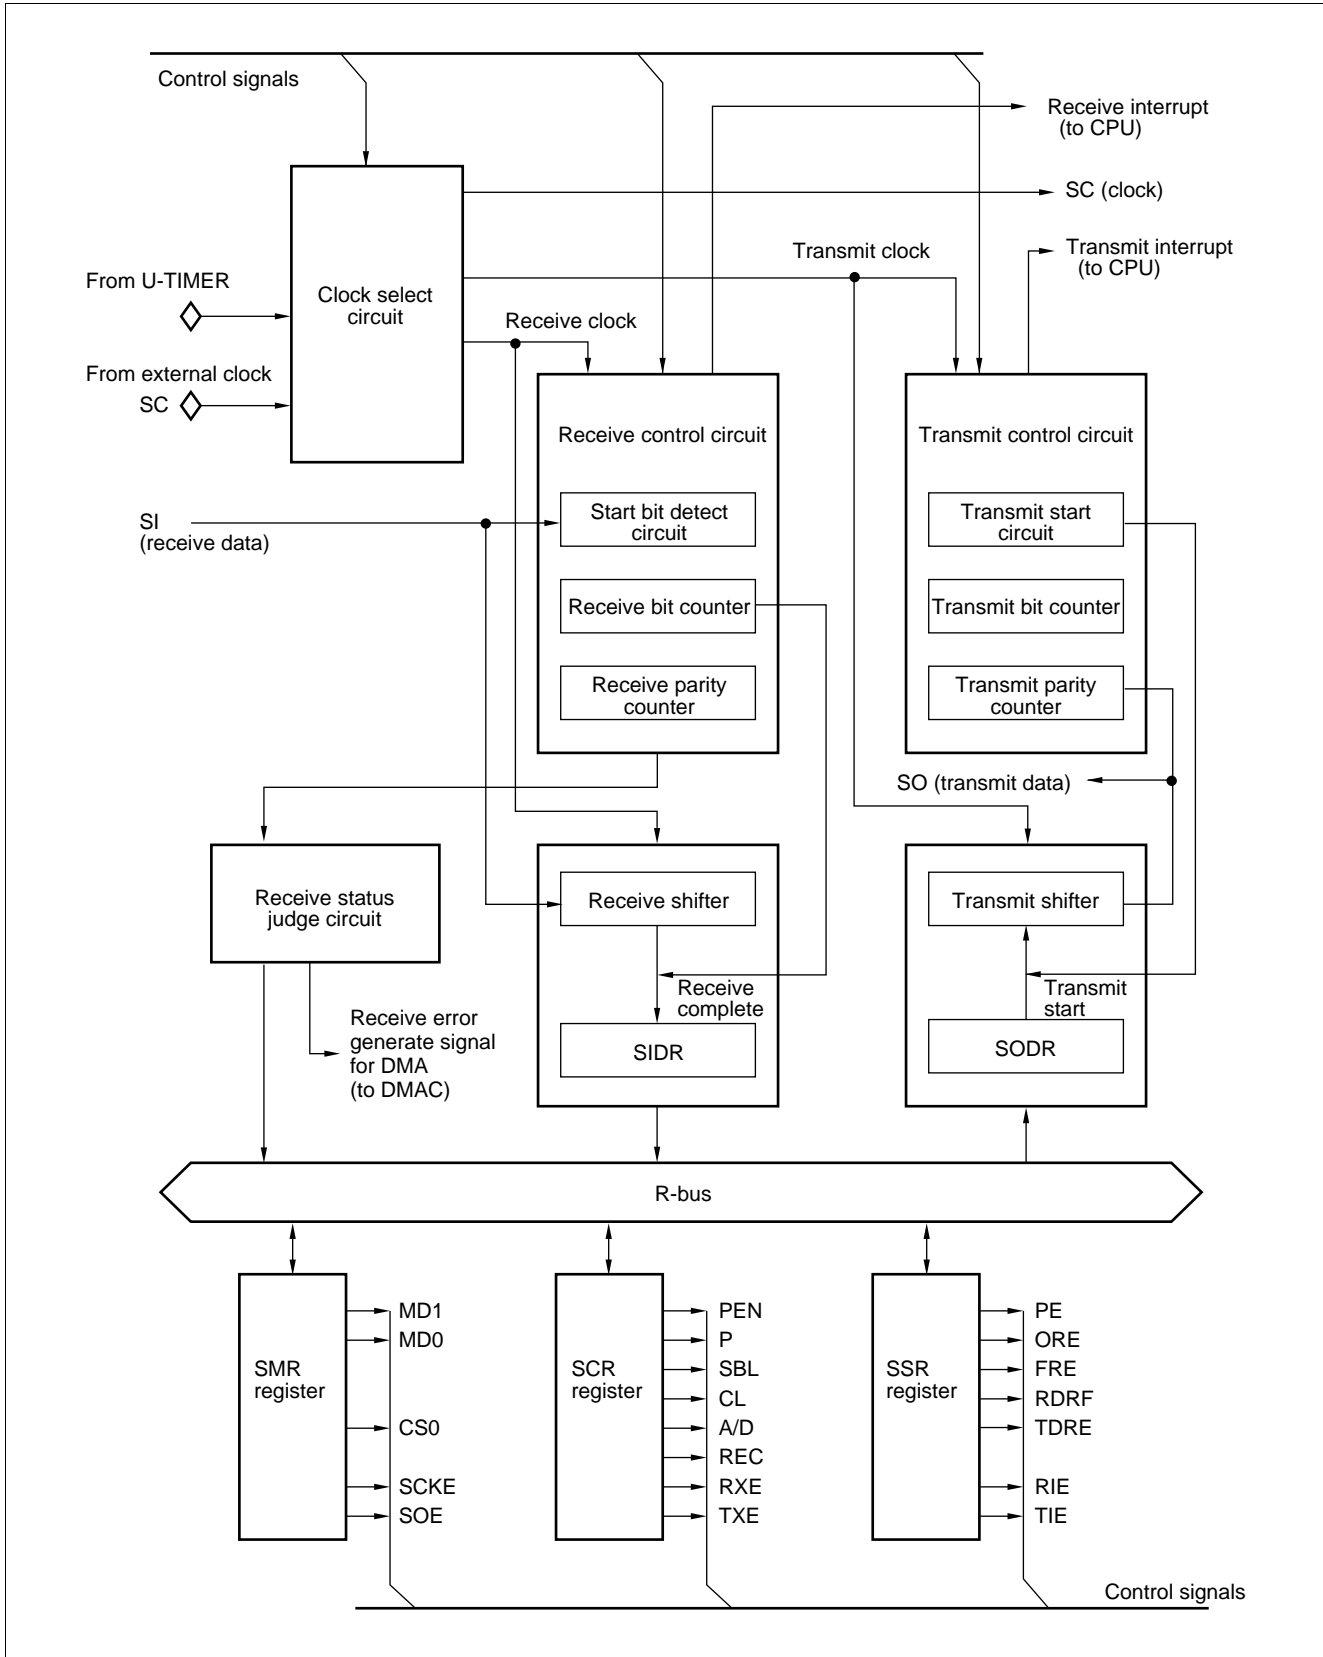 Control signals
Receive interrupt
(to CPU)
SC (clock)
Transmit clock
Transmit interrupt
(to CPU)
From U-TIMER
Clock select
circuit
Receive clock
From external clock
SC
Receive control circuit
Transmit control circuit
SI
(receive data)
Start bit detect
circuit
Transmit start
circuit
Receive bit counter
Transmit bit counter
Receive parity
counter
Transmit parity
counter
SO (transmit data)
Receive status
judge circuit
Receive shifter
Transmit shifter
Receive
complete
Transmit
start
Receive error
generate signal
for DMA
(to DMAC)
SIDR
SODR
R-bus
SMR
register
MD1
MD0
CS0
SCKE
SOE
SCR
register
PEN
P
SBL
CL
A/D
REC
RXE
TXE
SSR
register
PE
ORE
FRE
RDRF
TDRE
RIE
TIE
Control signals